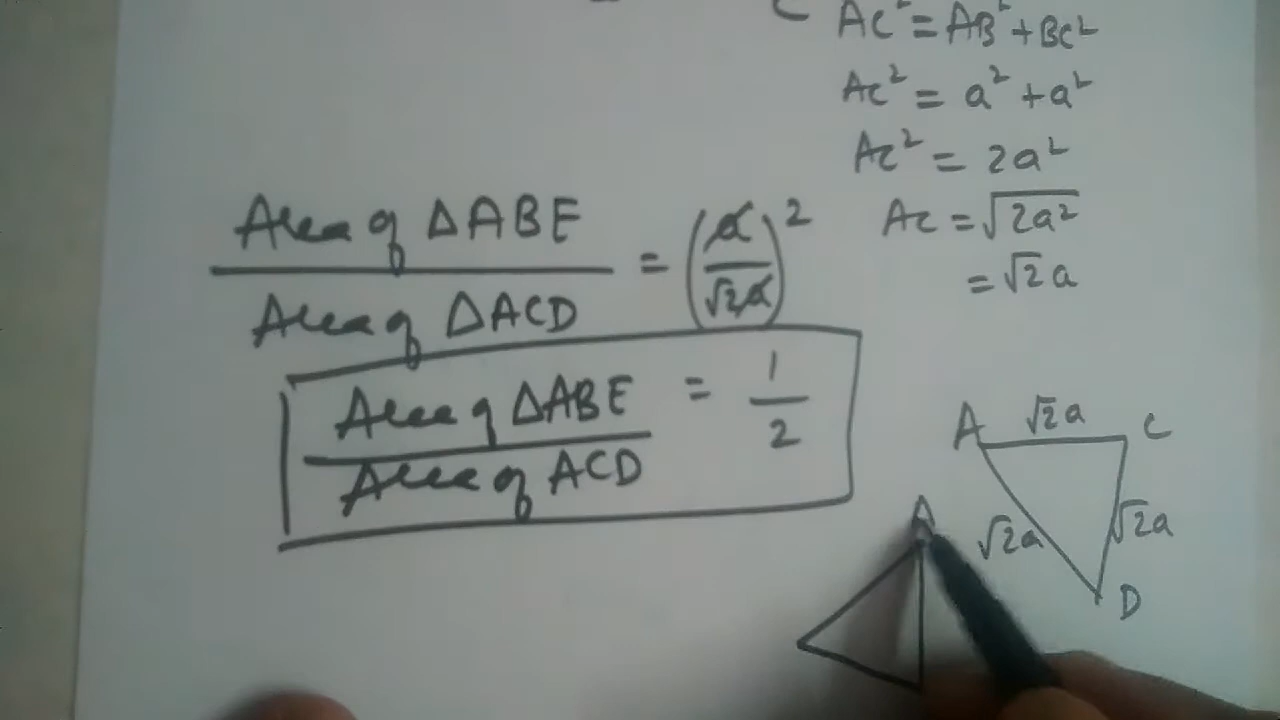 AC² = AB² + BC²
AC² = a² + a²
AC² = 2a²
AC = √2a²
= √2 a
Area of ΔABE
/ Area of ΔACD = (a / √2a)²
Area of ΔABE
/ Area of ACD = 1 / 2
A √2a C
√2a √2a
D
A